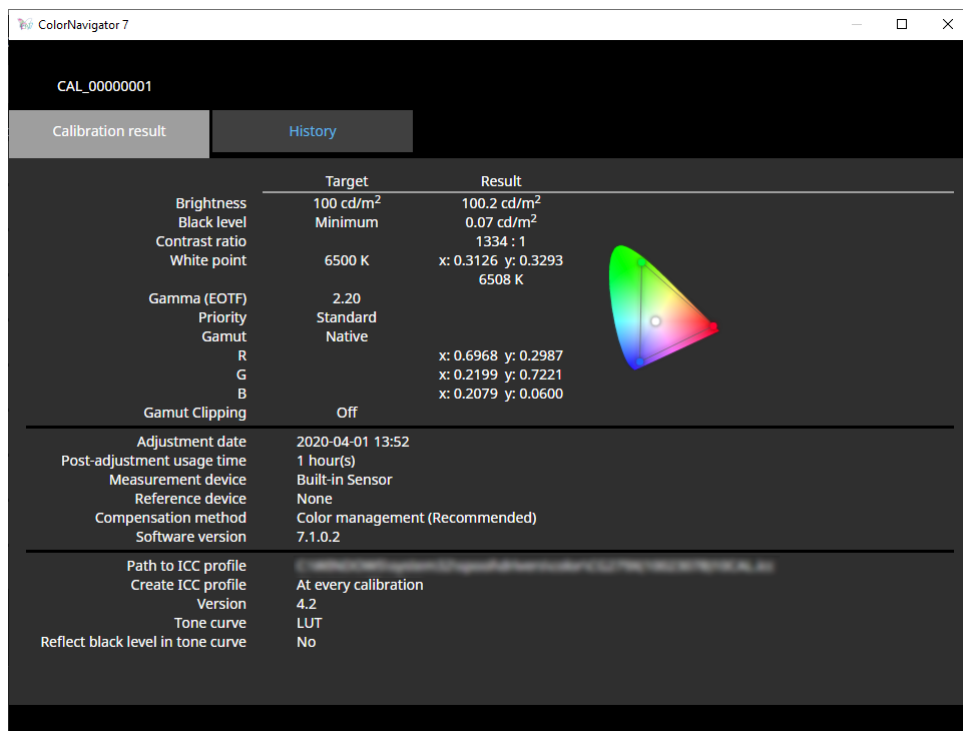 ColorNavigator 7
CAL_00000001
Calibration result History
Target Result
Brightness 100 cd/m² 100.2 cd/m²
Black level Minimum 0.07 cd/m²
Contrast ratio 1334 : 1
White point 6500 K x: 0.3126 y: 0.3293
6508 K
Gamma (EOTF) 2.20
Priority Standard
Gamut Native
R x: 0.6968 y: 0.2987
G x: 0.2199 y: 0.7221
B x: 0.2079 y: 0.0600
Gamut Clipping Off
Adjustment date 2020-04-01 13:52
Post-adjustment usage time 1 hour(s)
Measurement device Built-in Sensor
Reference device None
Compensation method Color management (Recommended)
Software version 7.1.0.2
Path to ICC profile
Create ICC profile At every calibration
Version 4.2
Tone curve LUT
Reflect black level in tone curve No